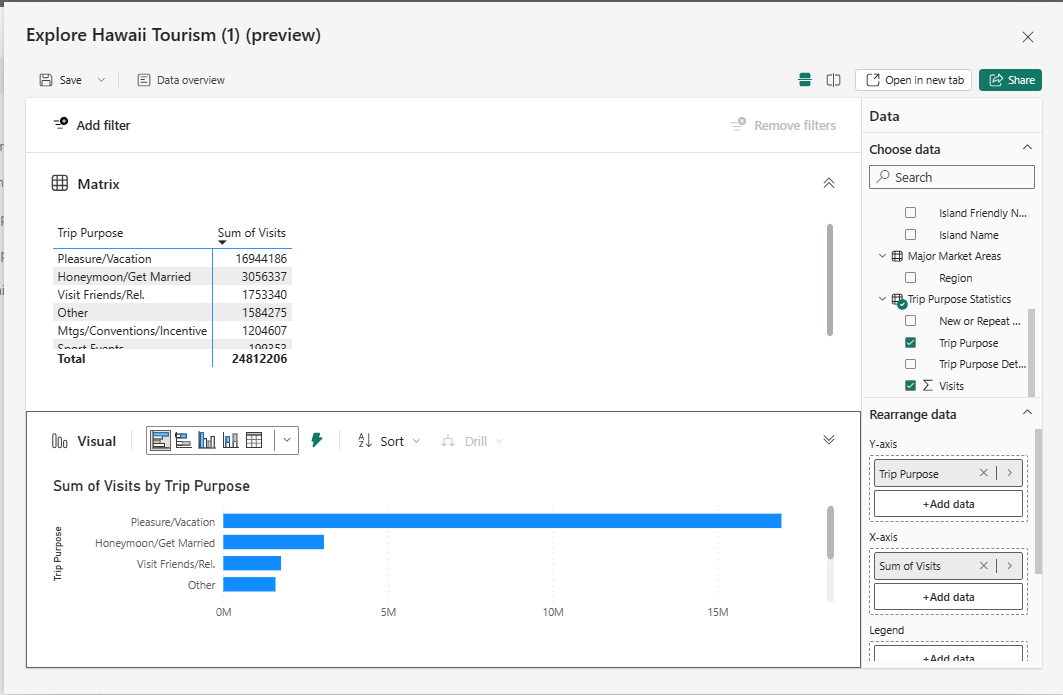 Explore Hawaii Tourism (1) (preview)
Save
Data overview
Open in new tab
Share
Add filter
Remove filters
Matrix
Trip Purpose Sum of Visits
Pleasure/Vacation 16944186
Honeymoon/Get Married 3056337
Visit Friends/Rel. 1753340
Other 1584275
Mtgs/Conventions/Incentive 1204607
Sport Events 199353
Total 24812206
Visual
Sort
Drill
Sum of Visits by Trip Purpose
Trip Purpose
Pleasure/Vacation
Honeymoon/Get Married
Visit Friends/Rel.
Other
0M 5M 10M 15M
Data
Choose data
Search
Island Friendly N...
Island Name
Major Market Areas
Region
Trip Purpose Statistics
New or Repeat ...
Trip Purpose
Trip Purpose Det...
Σ Visits
Rearrange data
Y-axis
Trip Purpose
+Add data
X-axis
Sum of Visits
+Add data
Legend
+Add data